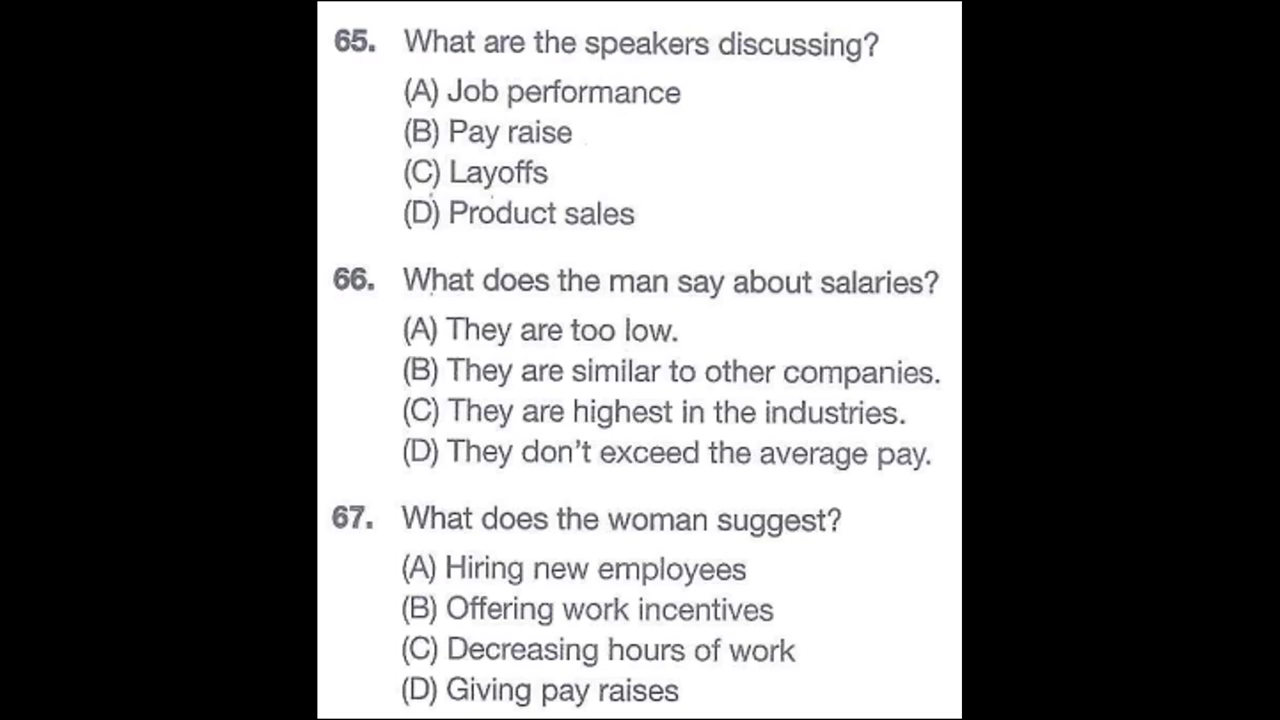 65. What are the speakers discussing?
(A) Job performance
(B) Pay raise
(C) Layoffs
(D) Product sales
66. What does the man say about salaries?
(A) They are too low.
(B) They are similar to other companies.
(C) They are highest in the industries.
(D) They don't exceed the average pay.
67. What does the woman suggest?
(A) Hiring new employees
(B) Offering work incentives
(C) Decreasing hours of work
(D) Giving pay raises